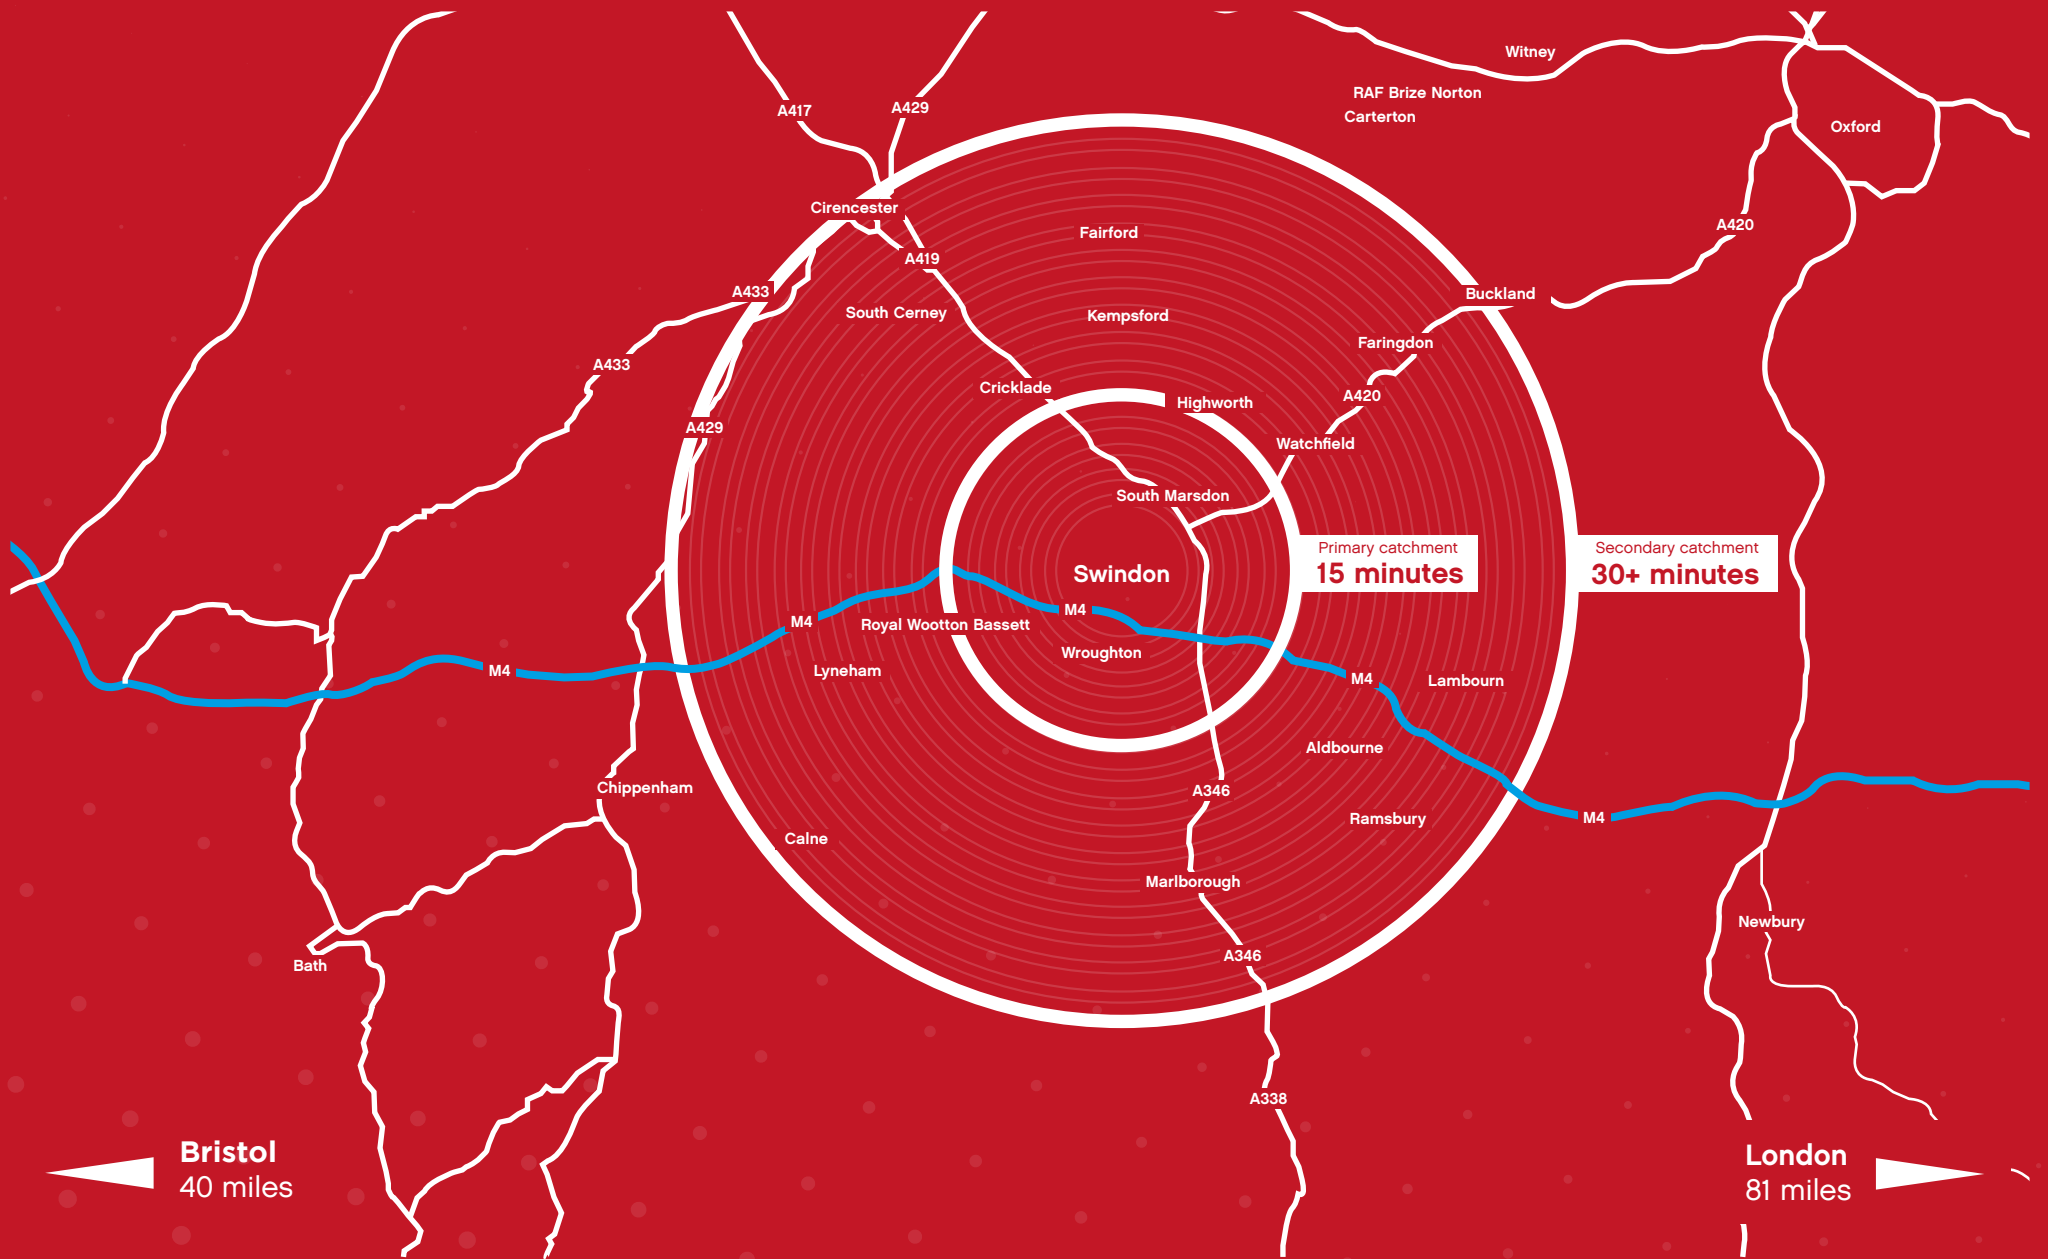 Witney
RAF Brize Norton
A417
A429
Carterton
Oxford
Cirencester
A420
Fairford
A419
A433
Buckland
South Cerney
Kempsford
Faringdon
A433
Cricklade
A420
Highworth
A429
Watchfield
South Marsdon
Primary catchment
15 minutes
Secondary catchment
30+ minutes
Swindon
M4
M4
Royal Wootton Bassett
Wroughton
M4
Lyneham
M4
Lambourn
Aldbourne
Chippenham
A346
M4
Ramsbury
Calne
Marlborough
Newbury
A346
Bath
A338
Bristol
40 miles
London
81 miles